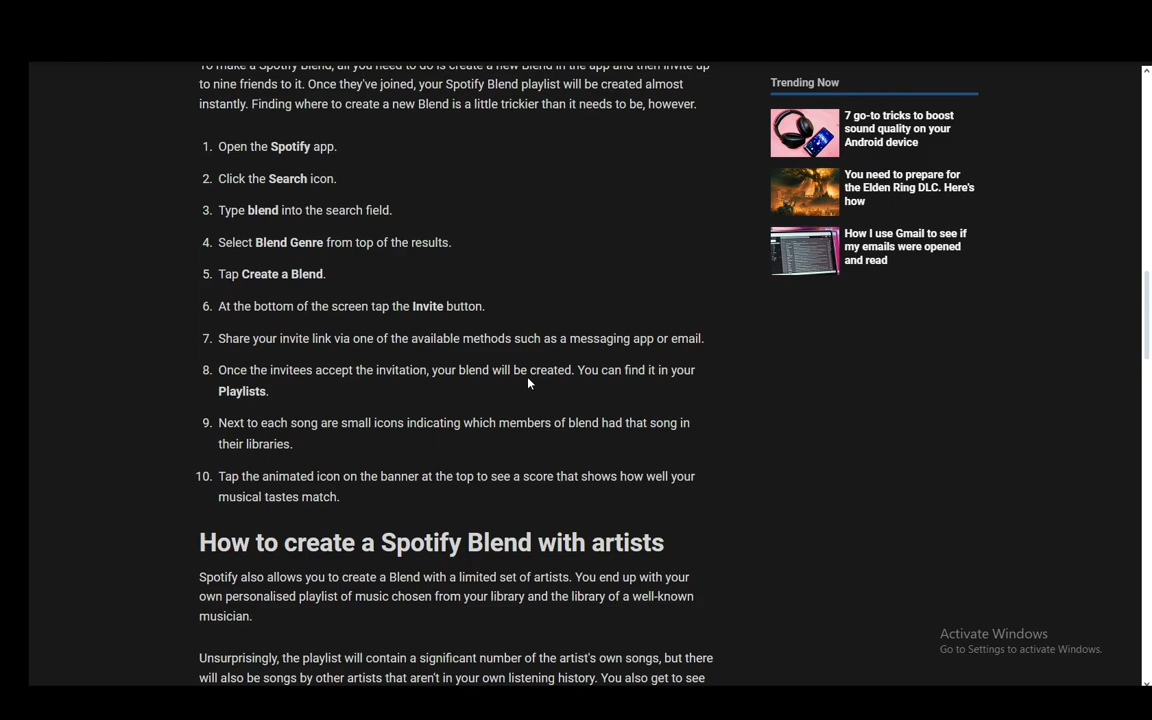 To make a Spotify Blend, all you need to do is create a new Blend in the app and then invite up
to nine friends to it. Once they've joined, your Spotify Blend playlist will be created almost
instantly. Finding where to create a new Blend is a little trickier than it needs to be, however.
1. Open the Spotify app.
2. Click the Search icon.
3. Type blend into the search field.
4. Select Blend Genre from top of the results.
5. Tap Create a Blend.
6. At the bottom of the screen tap the Invite button.
7. Share your invite link via one of the available methods such as a messaging app or email.
8. Once the invitees accept the invitation, your blend will be created. You can find it in your
Playlists.
9. Next to each song are small icons indicating which members of blend had that song in
their libraries.
10. Tap the animated icon on the banner at the top to see a score that shows how well your
musical tastes match.
How to create a Spotify Blend with artists
Spotify also allows you to create a Blend with a limited set of artists. You end up with your
own personalised playlist of music chosen from your library and the library of a well-known
musician.
Unsurprisingly, the playlist will contain a significant number of the artist's own songs, but there
will also be songs by other artists that aren't in your own listening history. You also get to see
Trending Now
7 go-to tricks to boost
sound quality on your
Android device
You need to prepare for
the Elden Ring DLC. Here's
how
How I use Gmail to see if
my emails were opened
and read
Activate Windows
Go to Settings to activate Windows.